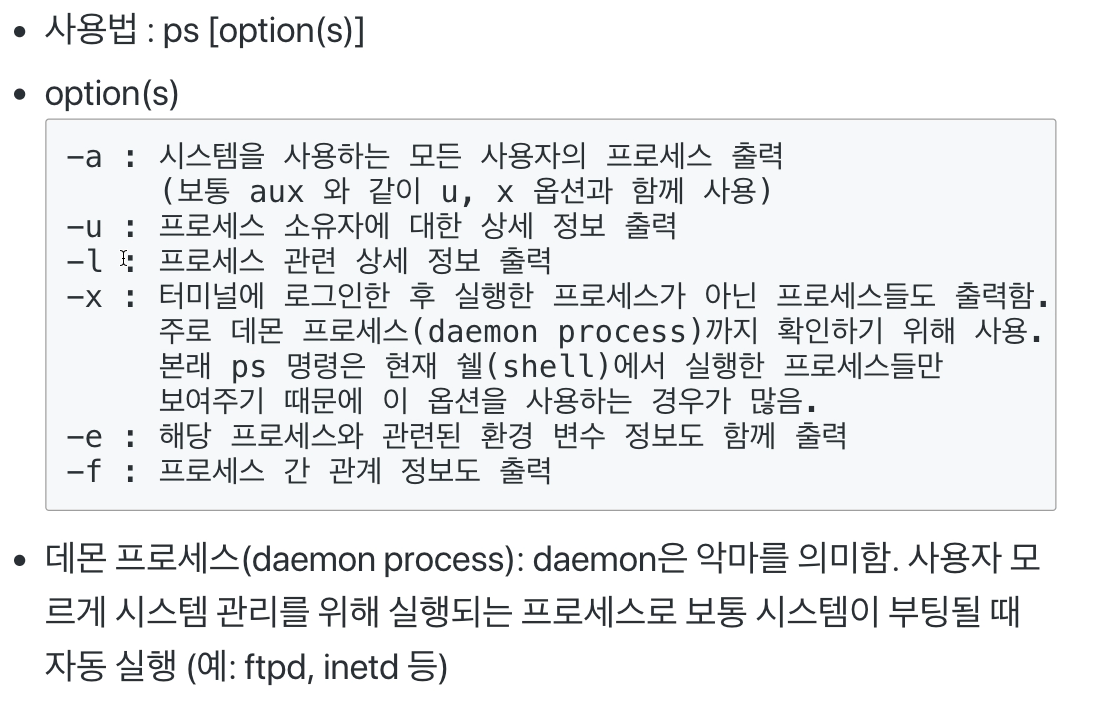 • 사용법 : ps [option(s)]
• option(s)
-a : 시스템을 사용하는 모든 사용자의 프로세스 출력
(보통 aux 와 같이 u, x 옵션과 함께 사용)
-u : 프로세스 소유자에 대한 상세 정보 출력
-l : 프로세스 관련 상세 정보 출력
-x : 터미널에 로그인한 후 실행한 프로세스가 아닌 프로세스들도 출력함.
주로 데몬 프로세스(daemon process)까지 확인하기 위해 사용.
본래 ps 명령은 현재 쉘(shell)에서 실행한 프로세스들만
보여주기 때문에 이 옵션을 사용하는 경우가 많음.
-e : 해당 프로세스와 관련된 환경 변수 정보도 함께 출력
-f : 프로세스 간 관계 정보도 출력
• 데몬 프로세스(daemon process): daemon은 악마를 의미함. 사용자 모
르게 시스템 관리를 위해 실행되는 프로세스로 보통 시스템이 부팅될 때
자동 실행 (예: ftpd, inetd 등)